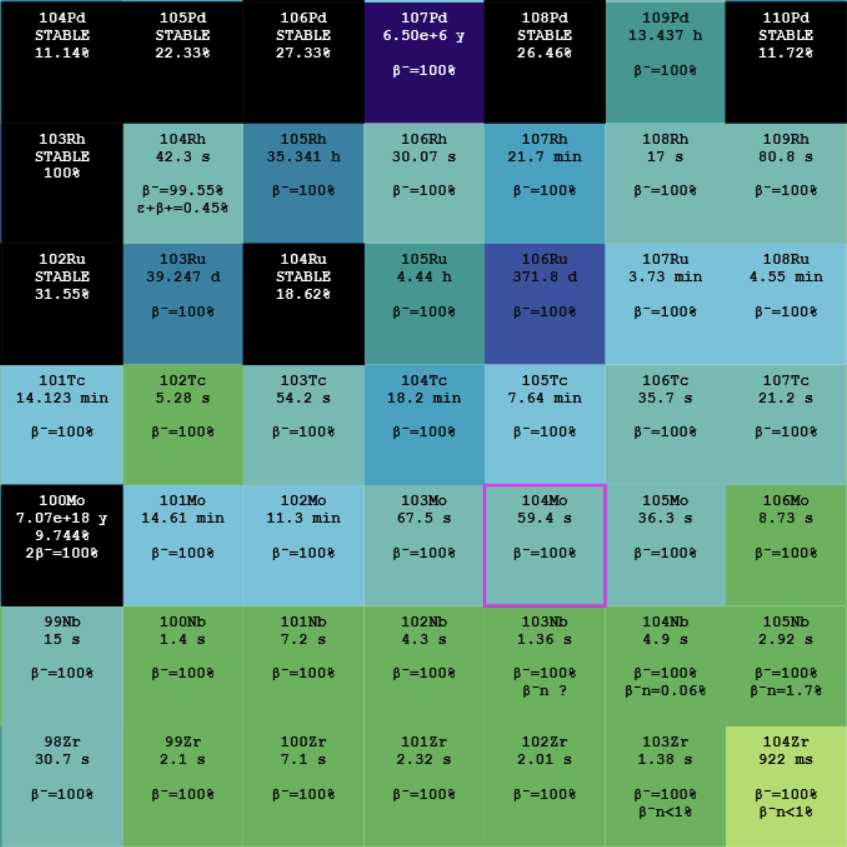 104Pd
STABLE
11.14%
105Pd
STABLE
22.33%
106Pd
STABLE
27.33%
107Pd
6.50e+6 y
β⁻=100%
108Pd
STABLE
26.46%
109Pd
13.437 h
β⁻=100%
110Pd
STABLE
11.72%
103Rh
STABLE
100%
104Rh
42.3 s
β⁻=99.55%
ε+β+=0.45%
105Rh
35.341 h
β⁻=100%
106Rh
30.07 s
β⁻=100%
107Rh
21.7 min
β⁻=100%
108Rh
17 s
β⁻=100%
109Rh
80.8 s
β⁻=100%
102Ru
STABLE
31.55%
103Ru
39.247 d
β⁻=100%
104Ru
STABLE
18.62%
105Ru
4.44 h
β⁻=100%
106Ru
371.8 d
β⁻=100%
107Ru
3.73 min
β⁻=100%
108Ru
4.55 min
β⁻=100%
101Tc
14.123 min
β⁻=100%
102Tc
5.28 s
β⁻=100%
103Tc
54.2 s
β⁻=100%
104Tc
18.2 min
β⁻=100%
105Tc
7.64 min
β⁻=100%
106Tc
35.7 s
β⁻=100%
107Tc
21.2 s
β⁻=100%
100Mo
7.07e+18 y
9.744%
2β⁻=100%
101Mo
14.61 min
β⁻=100%
102Mo
11.3 min
β⁻=100%
103Mo
67.5 s
β⁻=100%
104Mo
59.4 s
β⁻=100%
105Mo
36.3 s
β⁻=100%
106Mo
8.73 s
β⁻=100%
99Nb
15 s
β⁻=100%
100Nb
1.4 s
β⁻=100%
101Nb
7.2 s
β⁻=100%
102Nb
4.3 s
β⁻=100%
103Nb
1.36 s
β⁻=100%
β⁻n ?
104Nb
4.9 s
β⁻=100%
β⁻n=0.06%
105Nb
2.92 s
β⁻=100%
β⁻n=1.7%
98Zr
30.7 s
β⁻=100%
99Zr
2.1 s
β⁻=100%
100Zr
7.1 s
β⁻=100%
101Zr
2.32 s
β⁻=100%
102Zr
2.01 s
β⁻=100%
103Zr
1.38 s
β⁻=100%
β⁻n<1%
104Zr
922 ms
β⁻=100%
β⁻n<1%